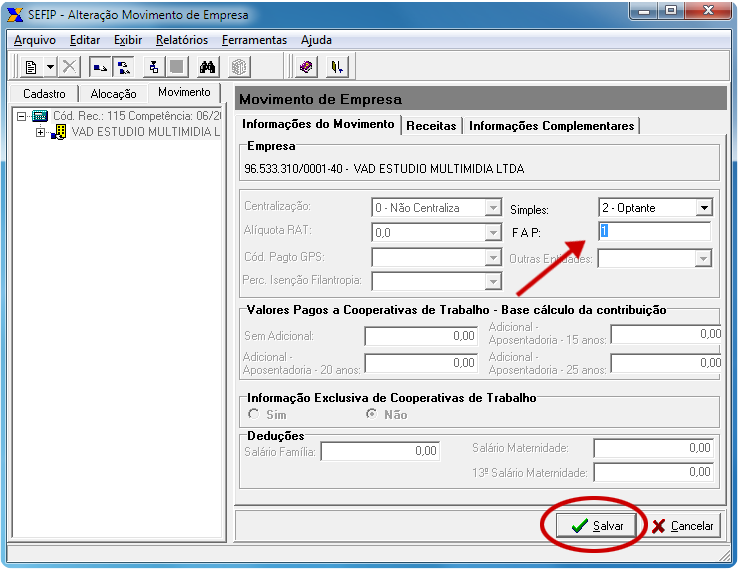 SEFIP - Alteração Movimento de Empresa
Arquivo Editar Exibir Relatórios Ferramentas Ajuda
Cadastro Alocação Movimento
Cód. Rec.: 115 Competência: 06/20
VAD ESTUDIO MULTIMIDIA L
Movimento de Empresa
Informações do Movimento Receitas Informações Complementares
Empresa
96.533.310/0001-40 - VAD ESTUDIO MULTIMIDIA LTDA
Centralização: 0 - Não Centraliza Simples: 2 - Optante
Alíquota RAT: 0,0 F A P: 1
Cód. Pagto GPS: Outras Entidades:
Perc. Isenção Filantropia:
Valores Pagos a Cooperativas de Trabalho - Base cálculo da contribuição
Sem Adicional: 0,00 Adicional - Aposentadoria - 15 anos: 0,00
Adicional - Aposentadoria - 20 anos: 0,00 Adicional - Aposentadoria - 25 anos: 0,00
Informação Exclusiva de Cooperativas de Trabalho
Sim Não
Deduções
Salário Família: 0,00 Salário Maternidade: 0,00
13º Salário Maternidade: 0,00
Salvar Cancelar